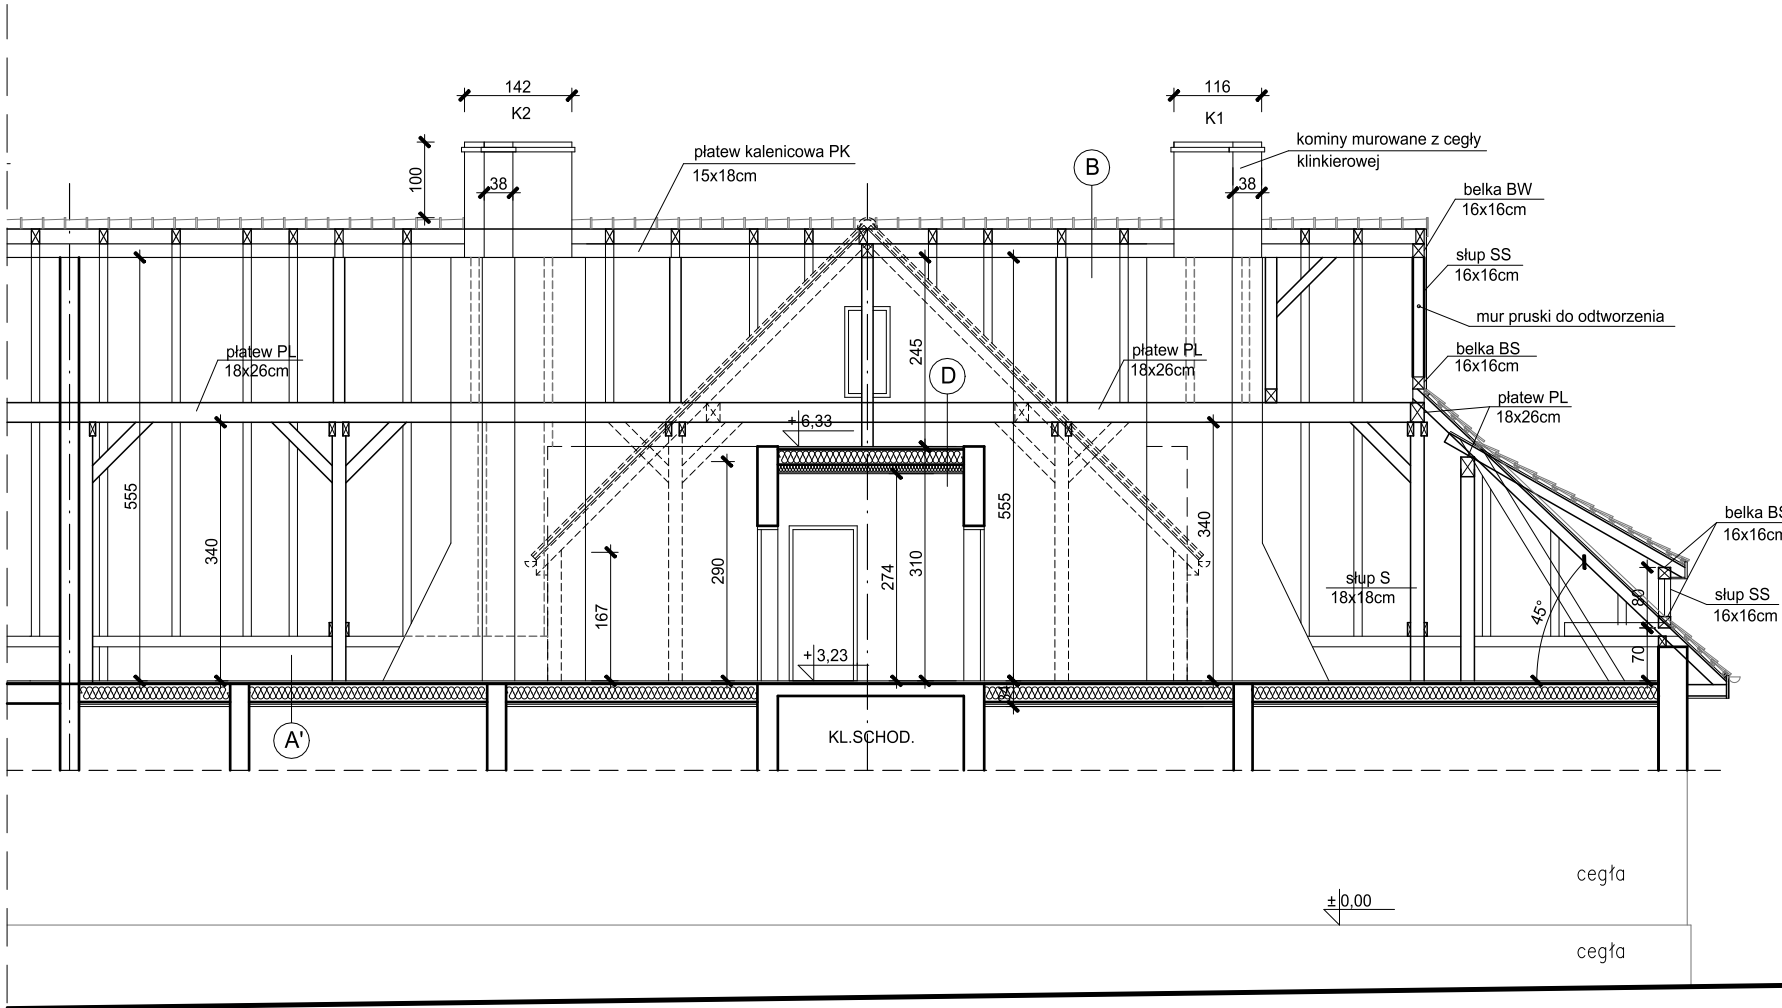 142
K2
116
K1
100
38
38
płatew kalenicowa PK
15x18cm
B
kominy murowane z cegły
klinkierowej
belka BW
16x16cm
słup SS
16x16cm
mur pruski do odtworzenia
płatew PL
18x26cm
245
D
płatew PL
18x26cm
belka BS
16x16cm
płatew PL
18x26cm
+6,33
555
340
167
290
274
310
555
340
słup S
18x18cm
45°
80
70
belka BS
16x16cm
słup SS
16x16cm
+3,23
A'
KL.SCHOD.
cegła
±0,00
cegła